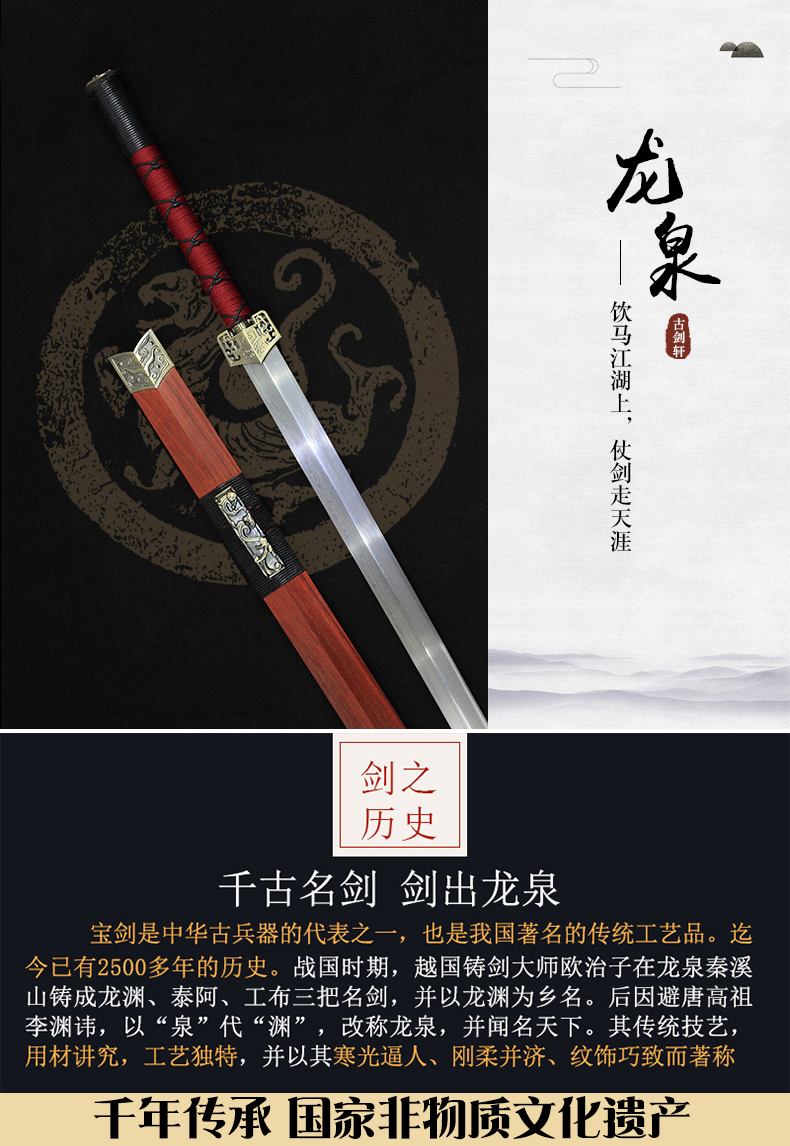 龙泉
饮马江湖上，仗剑走天涯
古剑轩
剑之
历史
千古名剑 剑出龙泉
宝剑是中华古兵器的代表之一，也是我国著名的传统工艺品。迄
今已有2500多年的历史。战国时期，越国铸剑大师欧治子在龙泉秦溪
山铸成龙渊、泰阿、工布三把名剑，并以龙渊为乡名。后因避唐高祖
李渊讳，以“泉”代“渊”，改称龙泉，并闻名天下。其传统技艺，
用材讲究，工艺独特，并以其寒光逼人、刚柔并济、纹饰巧致而著称
千年传承 国家非物质文化遗产